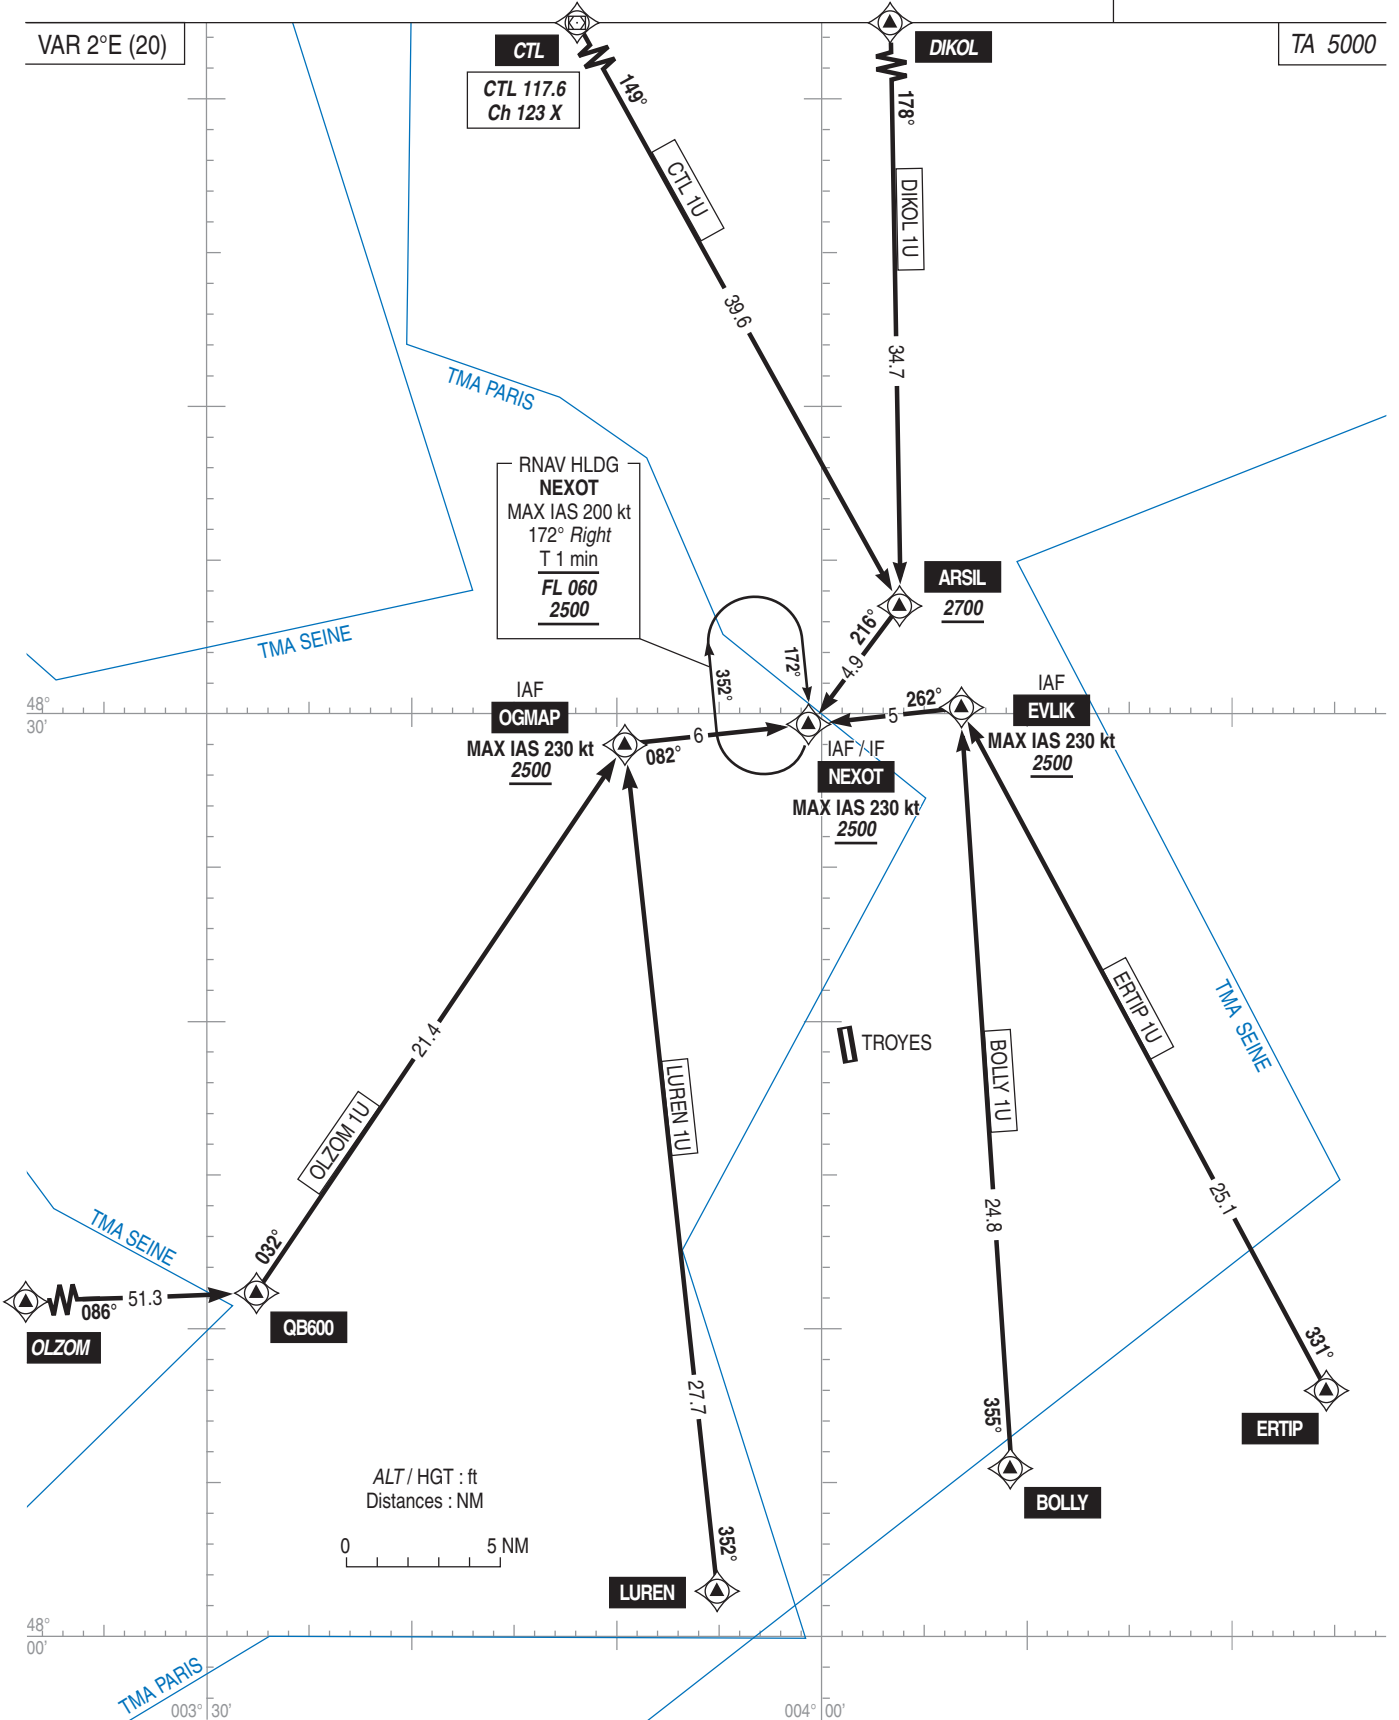 VAR 2°E (20)
CTL
CTL 117.6
Ch 123 X
DIKOL
TA 5000
149°
178°
CTL 1U
DIKOL 1U
39.6
34.7
TMA PARIS
RNAV HLDG
NEXOT
MAX IAS 200 kt
172° Right
T 1 min
FL 060
2500
ARSIL
2700
216°
4.9
TMA SEINE
172°
352°
48°
30'
IAF
OGMAP
MAX IAS 230 kt
2500
6
082°
5
262°
IAF
EVLIK
MAX IAS 230 kt
2500
IAF / IF
NEXOT
MAX IAS 230 kt
2500
21.4
OLZOM 1U
LUREN 1U
TROYES
BOLLY 1U
ERTIP 1U
TMA SEINE
TMA SEINE
032°
24.8
25.1
086°
51.3
OLZOM
QB600
27.7
331°
ERTIP
355°
BOLLY
ALT / HGT : ft
Distances : NM
0 5 NM
352°
LUREN
48°
00'
TMA PARIS
003° 30'
004° 00'